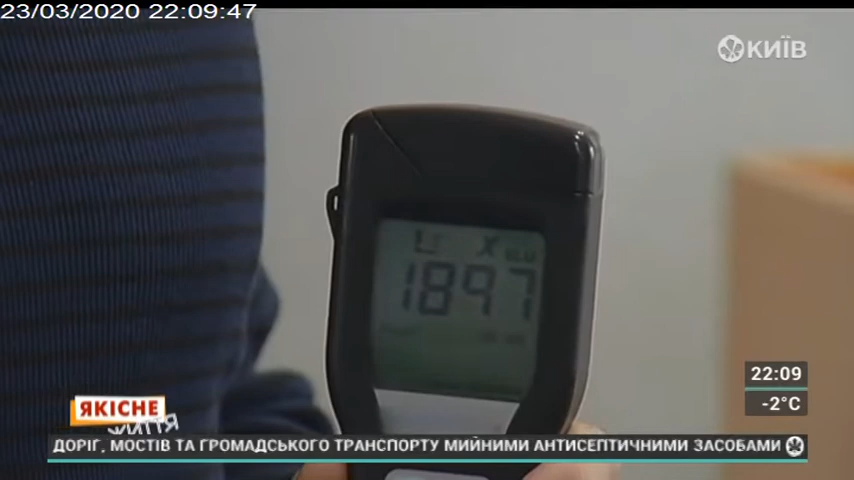 23/03/2020 22:09:47
КИЇВ
1897
22:09
-2°C
ЯКІСНЕ
ЖИТТЯ
ДОРІГ, МОСТІВ ТА ГРОМАДСЬКОГО ТРАНСПОРТУ МИЙНИМИ АНТИСЕПТИЧНИМИ ЗАСОБАМИ